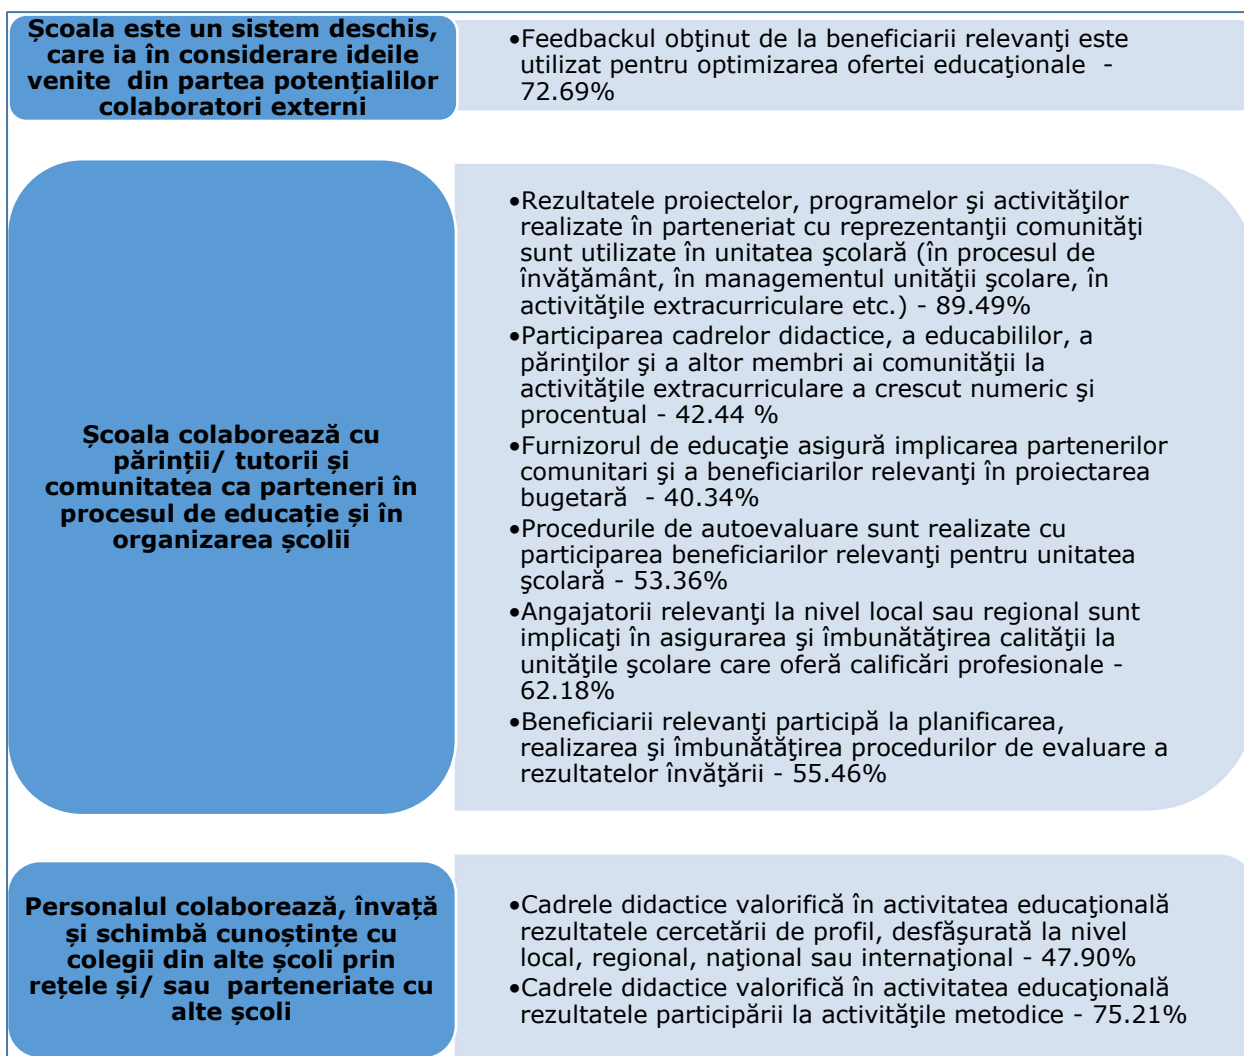 Școala este un sistem deschis,
care ia în considerare ideile
venite  din partea potențialilor
colaboratori externi
•Feedbackul obţinut de la beneficiarii relevanţi este
utilizat pentru optimizarea ofertei educaţionale  -
72.69%
Școala colaborează cu
părinții/ tutorii și
comunitatea ca parteneri în
procesul de educație și în
organizarea școlii
•Rezultatele proiectelor, programelor şi activităţilor
realizate în parteneriat cu reprezentanţii comunităţi
sunt utilizate în unitatea şcolară (în procesul de
învăţământ, în managementul unităţii şcolare, în
activităţile extracurriculare etc.) - 89.49%
•Participarea cadrelor didactice, a educabililor, a
părinţilor şi a altor membri ai comunităţii la
activităţile extracurriculare a crescut numeric şi
procentual - 42.44 %
•Furnizorul de educaţie asigură implicarea partenerilor
comunitari şi a beneficiarilor relevanţi în proiectarea
bugetară  - 40.34%
•Procedurile de autoevaluare sunt realizate cu
participarea beneficiarilor relevanţi pentru unitatea
şcolară - 53.36%
•Angajatorii relevanţi la nivel local sau regional sunt
implicaţi în asigurarea şi îmbunătăţirea calităţii la
unităţile şcolare care oferă calificări profesionale -
62.18%
•Beneficiarii relevanţi participă la planificarea,
realizarea şi îmbunătăţirea procedurilor de evaluare a
rezultatelor învăţării - 55.46%
Personalul colaborează, învață
și schimbă cunoștințe cu
colegii din alte școli prin
rețele și/ sau  parteneriate cu
alte școli
•Cadrele didactice valorifică în activitatea educaţională
rezultatele cercetării de profil, desfăşurată la nivel
local, regional, naţional sau internaţional - 47.90%
•Cadrele didactice valorifică în activitatea educaţională
rezultatele participării la activităţile metodice - 75.21%